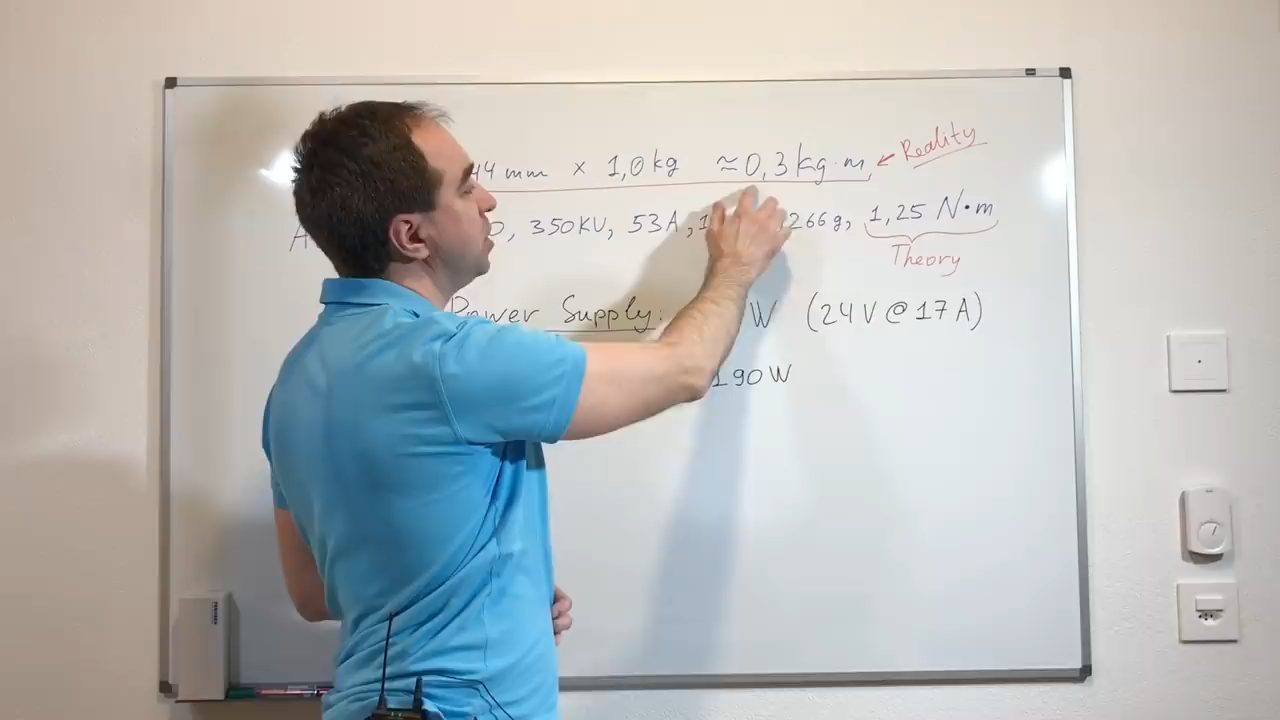 44 mm × 1,0 kg ≈ 0,3 kg·m, ← Reality
350KV, 53A, 266g, 1,25 N·m
Theory
Power Supply: W (24V @ 17A)
190W